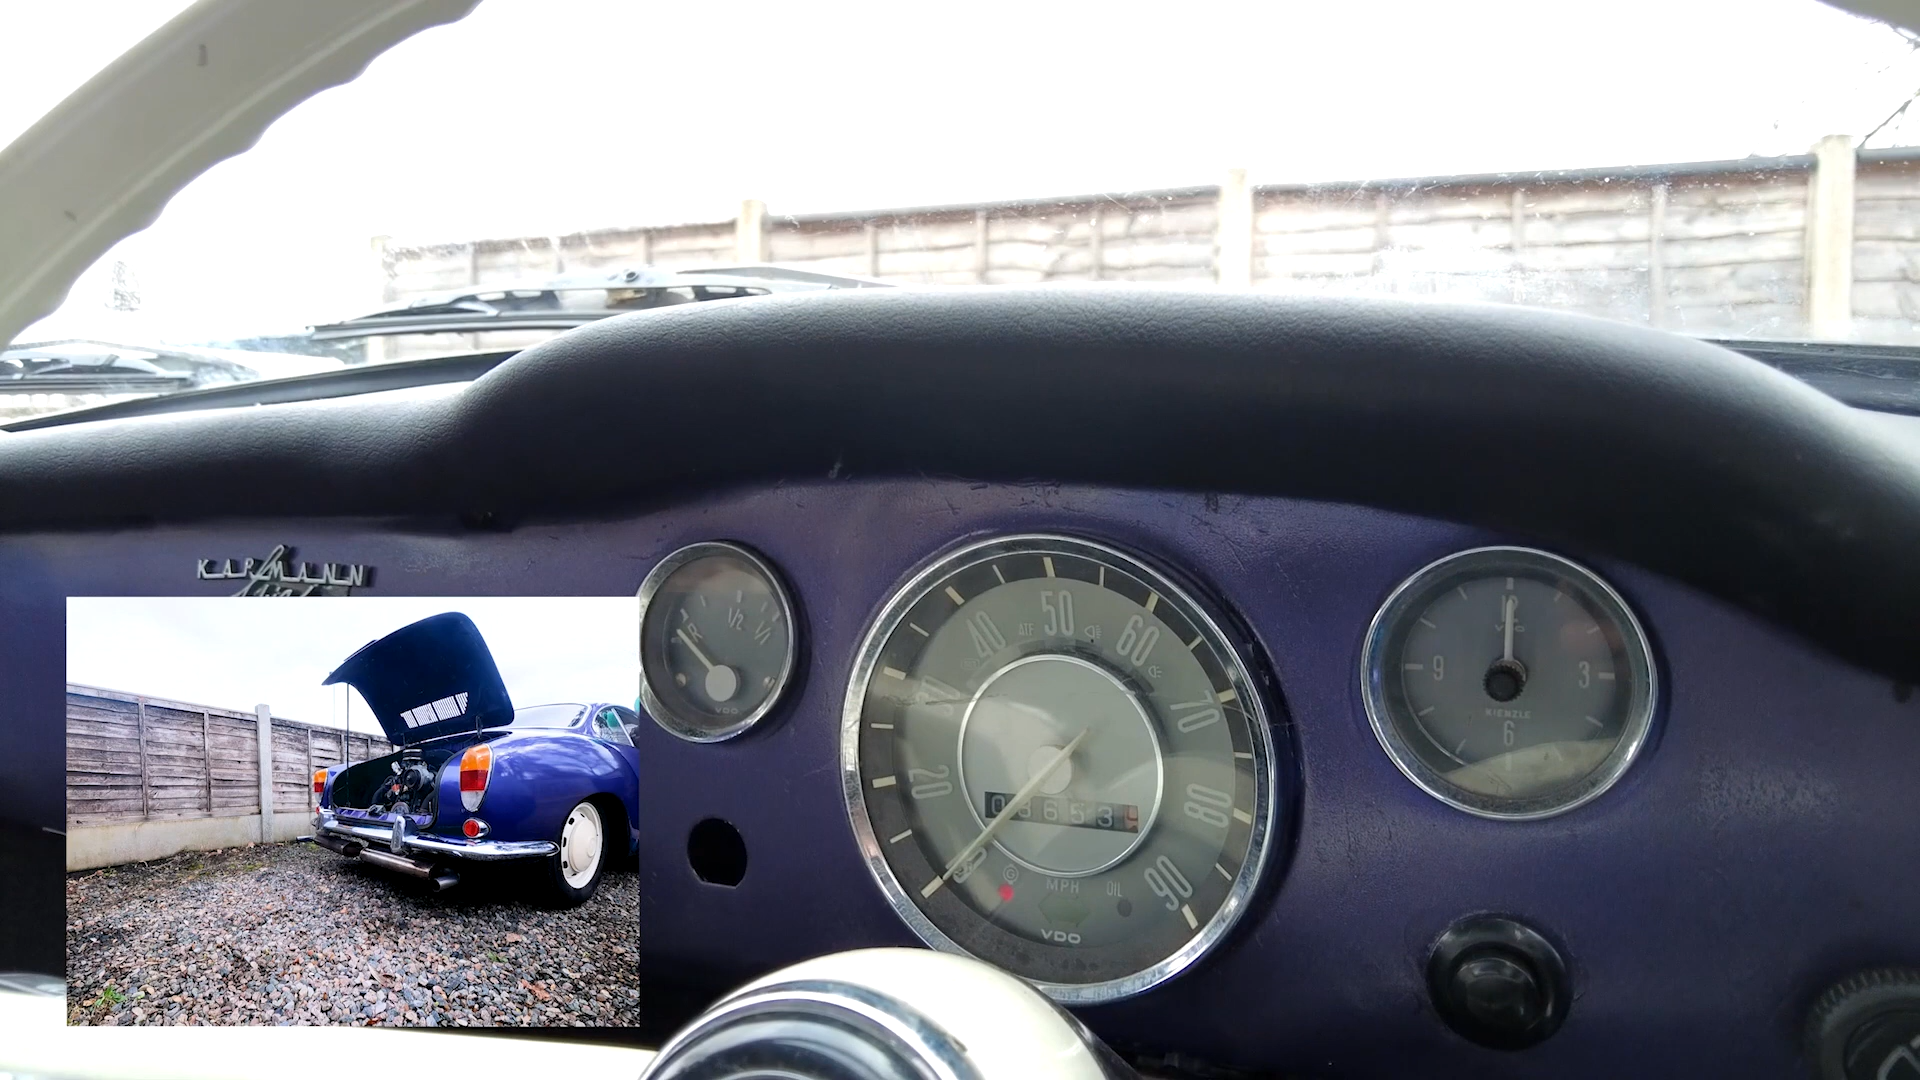 KARMANN
R 1/2 1/1
VDO
40 50 60
ATF
70
20
80
90
G MPH OIL
VDO
12
9 3
KIENZLE
6